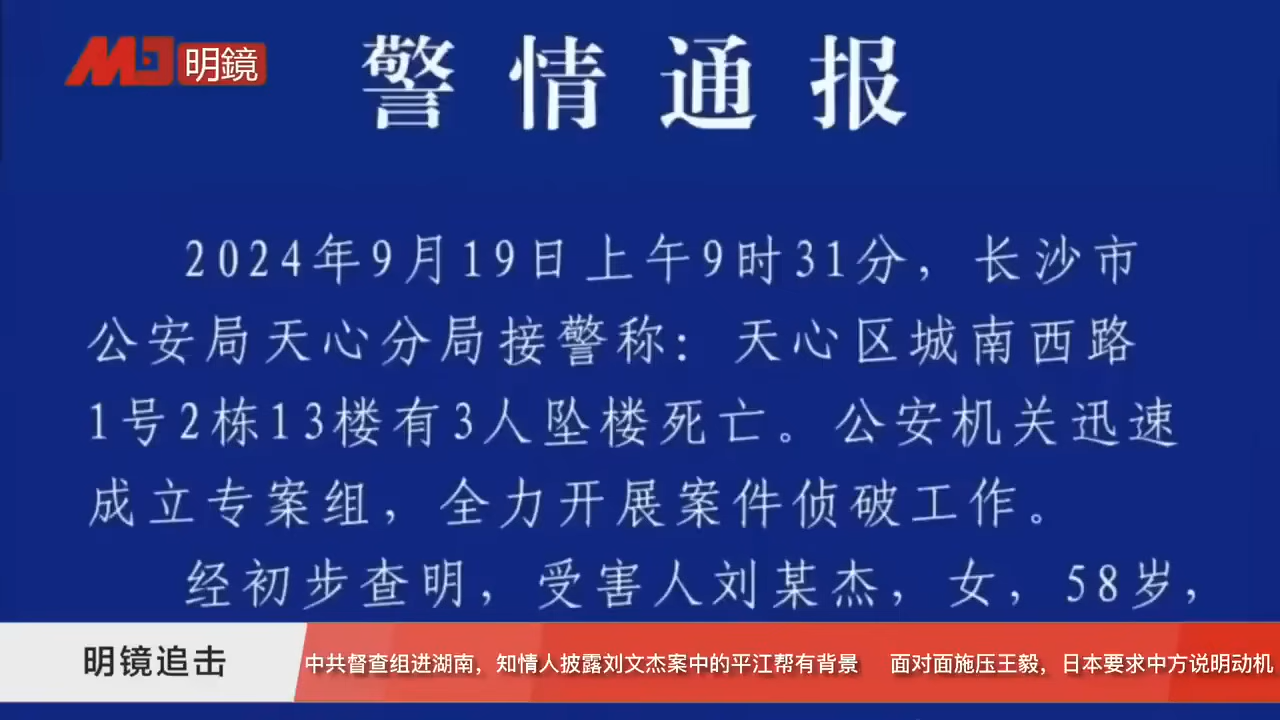 MG 明鏡
警情通报
2024年9月19日上午9时31分，长沙市
公安局天心分局接警称：天心区城南西路
1号2栋13楼有3人坠楼死亡。公安机关迅速
成立专案组，全力开展案件侦破工作。
经初步查明，受害人刘某杰，女，58岁，
明镜追击
中共督查组进湖南，知情人披露刘文杰案中的平江帮有背景 面对面施压王毅，日本要求中方说明动机